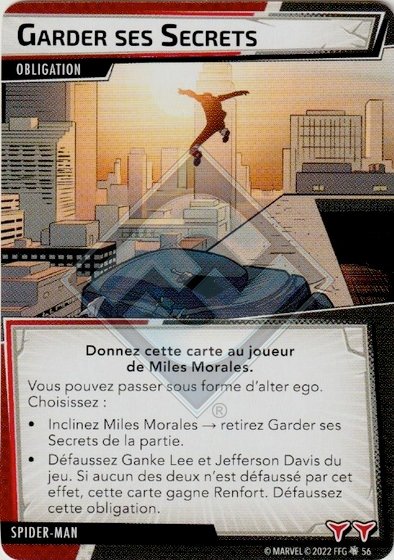 GARDER SES SECRETS
OBLIGATION
Donnez cette carte au joueur
de Miles Morales.
Vous pouvez passer sous forme d'alter ego.
Choisissez :
• Inclinez Miles Morales → retirez Garder ses
Secrets de la partie.
• Défaussez Ganke Lee et Jefferson Davis du
jeu. Si aucun des deux n'est défaussé par cet
effet, cette carte gagne Renfort. Défaussez
cette obligation.
®
SPIDER-MAN
© MARVEL © 2022 FFG 56